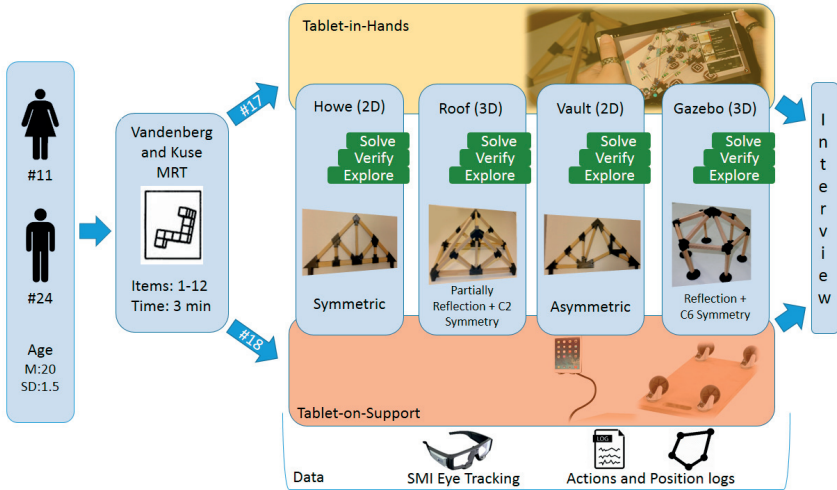 #11
#24
Age
M:20
SD:1.5
Vandenberg
and Kuse
MRT
Items: 1-12
Time: 3 min
#17
#18
Tablet-in-Hands
Howe (2D)
Solve
Verify
Explore
Symmetric
Roof (3D)
Solve
Verify
Explore
Partially
Reflection + C2
Symmetry
Vault (2D)
Solve
Verify
Explore
Asymmetric
Gazebo (3D)
Solve
Verify
Explore
Reflection +
C6 Symmetry
Tablet-on-Support
Interview
Data
SMI Eye Tracking
LOG
Actions and Position logs